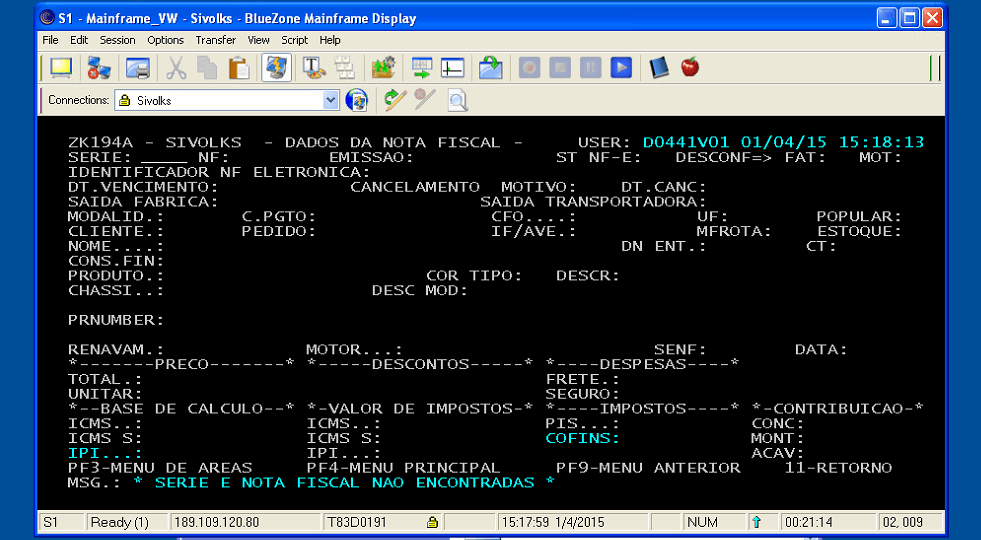 S1 - Mainframe_VW - Sivolks - BlueZone Mainframe Display
File Edit Session Options Transfer View Script Help
Connections: Sivolks
ZK194A - SIVOLKS - DADOS DA NOTA FISCAL - USER: D0441V01 01/04/15 15:18:13
SERIE: _____ NF: EMISSAO: ST NF-E: DESCONF=> FAT: MOT:
IDENTIFICADOR NF ELETRONICA:
DT.VENCIMENTO: CANCELAMENTO MOTIVO: DT.CANC:
SAIDA FABRICA: SAIDA TRANSPORTADORA:
MODALID.: C.PGTO: CFO....: UF: POPULAR:
CLIENTE.: PEDIDO: IF/AVE.: MFROTA: ESTOQUE:
NOME....: DN ENT.: CT:
CONS.FIN:
PRODUTO.: COR TIPO: DESCR:
CHASSI..: DESC MOD:
PRNUMBER:
RENAVAM.: MOTOR...: SENF: DATA:
*-------PRECO-------* *-----DESCONTOS-----* *----DESPESAS----*
TOTAL.: FRETE.:
UNITAR: SEGURO:
*--BASE DE CALCULO--* *-VALOR DE IMPOSTOS-* *----IMPOSTOS----* *-CONTRIBUICAO-*
ICMS..: ICMS..: PIS...: CONC:
ICMS S: ICMS S: COFINS: MONT:
IPI...: IPI...: ACAV:
PF3-MENU DE AREAS PF4-MENU PRINCIPAL PF9-MENU ANTERIOR 11-RETORNO
MSG.: * SERIE E NOTA FISCAL NAO ENCONTRADAS *
S1 Ready (1) 189.109.120.80 T83D0191 15:17:59 1/4/2015 NUM 00:21:14 02, 009